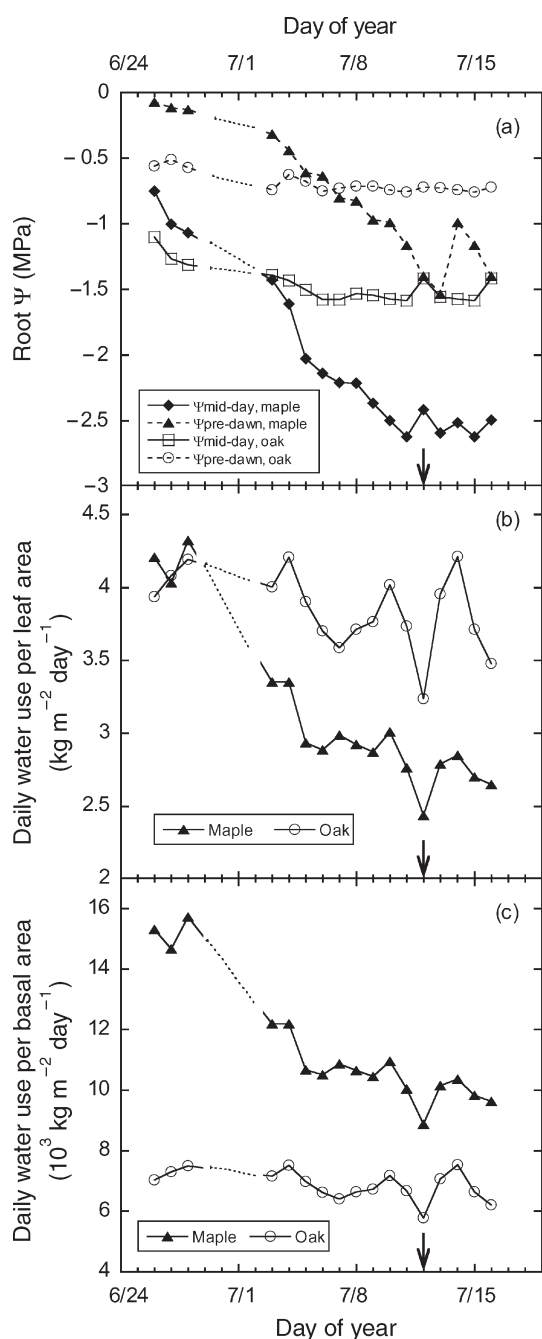 Day of year
6/24 7/1 7/8 7/15
(a)
0
− 0.5
−1
−1.5
−2
−2.5
−3
Root Ψ (MPa)
Ψmid-day, maple
Ψpre-dawn, maple
Ψmid-day, oak
Ψpre-dawn, oak
(b)
4.5
4
3.5
3
2.5
2
Daily water use per leaf area
(kg m⁻² day⁻¹)
Maple Oak
(c)
16
14
12
10
8
6
4
Daily water use per basal area
(10³ kg m⁻² day⁻¹)
Maple Oak
6/24 7/1 7/8 7/15
Day of year